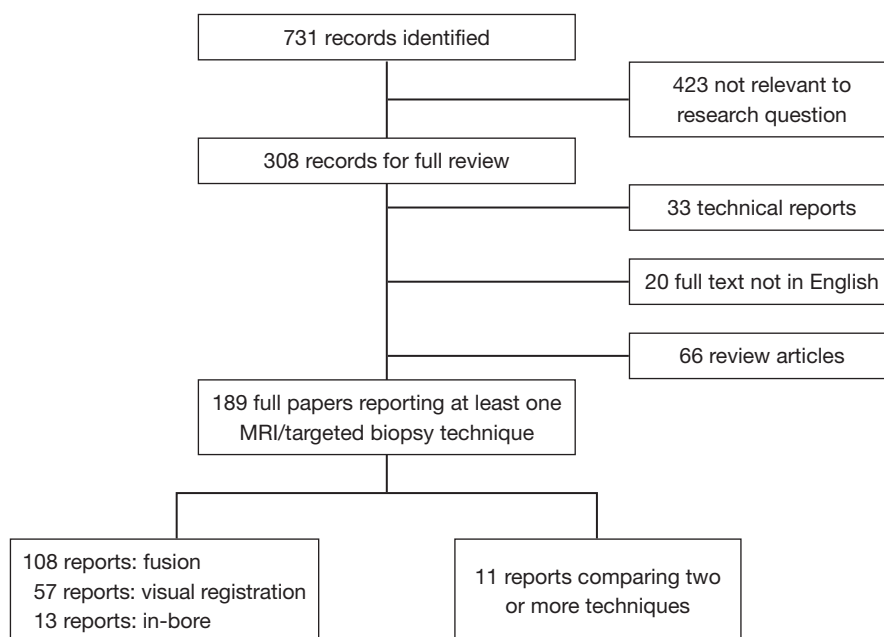 731 records identified
423 not relevant to
research question
308 records for full review
33 technical reports
20 full text not in English
66 review articles
189 full papers reporting at least one
MRI/targeted biopsy technique
108 reports: fusion
57 reports: visual registration
13 reports: in-bore
11 reports comparing two
or more techniques